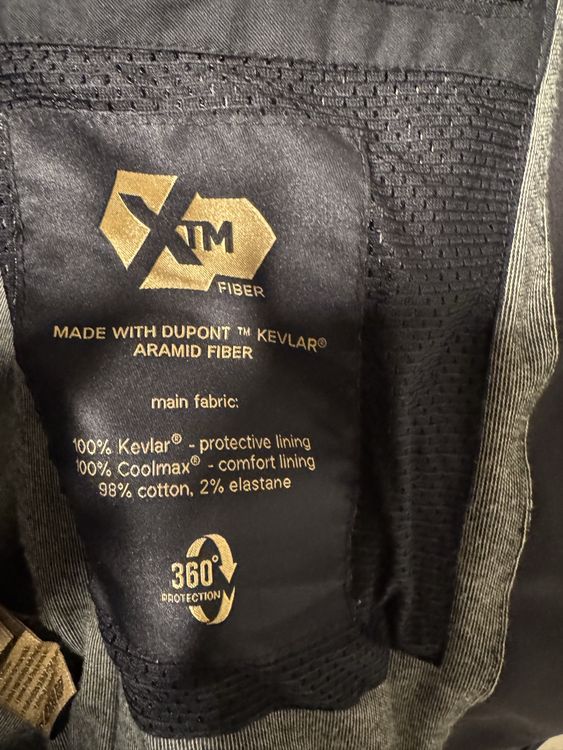 XTM
FIBER
MADE WITH DUPONT ™ KEVLAR®
ARAMID FIBER
main fabric:
100% Kevlar® - protective lining
100% Coolmax® - comfort lining
98% cotton, 2% elastane
360°
PROTECTION